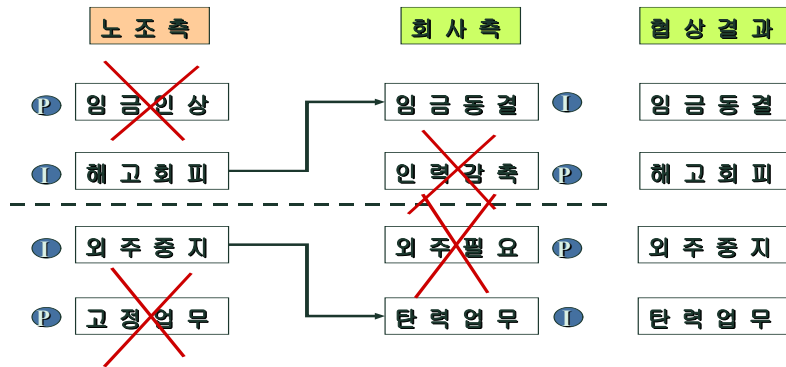 노조측 회사측 협상결과
P 임금인상 임금동결 I 임금동결
I 해고회피 인력감축 P 해고회피
I 외주중지 외주필요 P 외주중지
P 고정업무 탄력업무 I 탄력업무